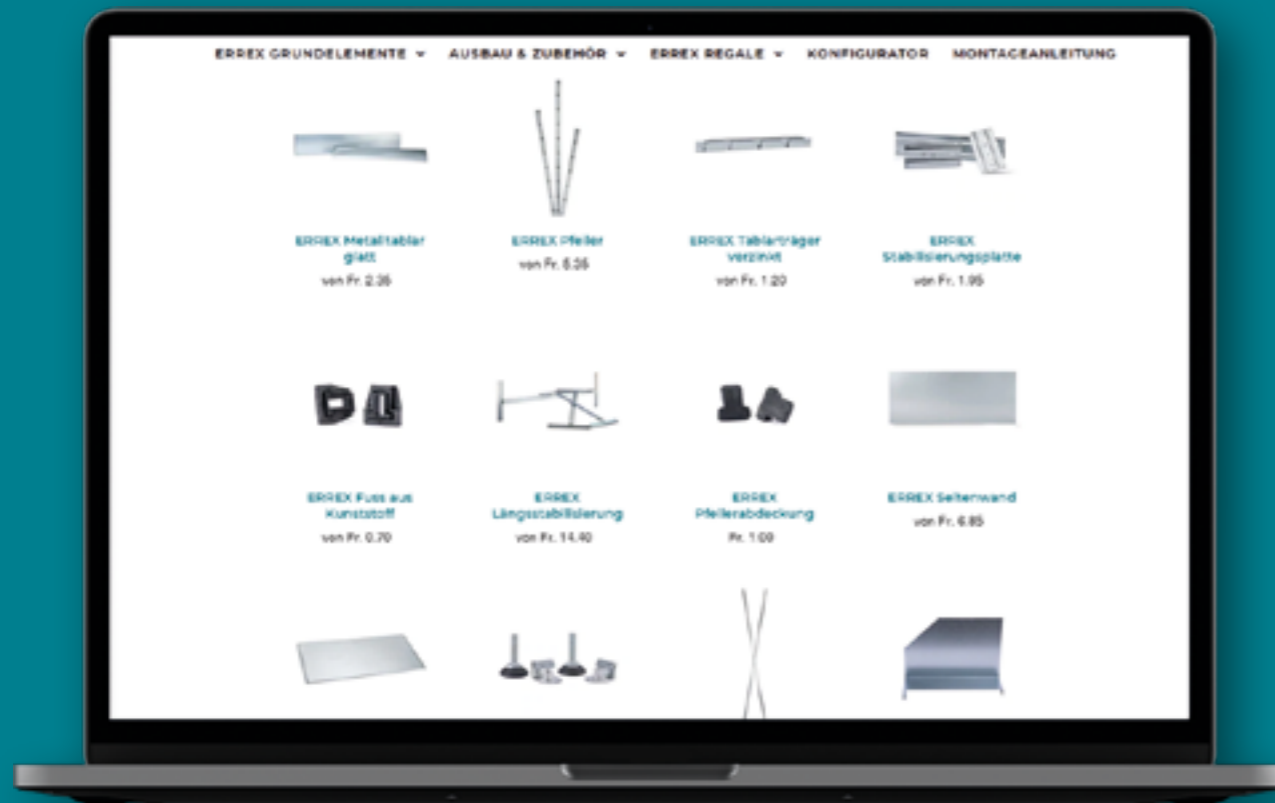 ERREX GRUNDELEMENTE AUSBAU & ZUBEHÖR ERREX REGALE KONFIGURATOR MONTAGEANLEITUNG
ERREX Metalltablar
glatt
von Fr. 2.35
ERREX Pfeiler
von Fr. 5.35
ERREX Tablarträger
verzinkt
von Fr. 1.20
ERREX
Stabilisierungsplatte
von Fr. 1.95
ERREX Fuss aus
Kunststoff
von Fr. 0.70
ERREX
Längsstabilisierung
von Fr. 14.40
ERREX
Pfeilerabdeckung
Fr. 1.00
ERREX Seitenwand
von Fr. 6.85